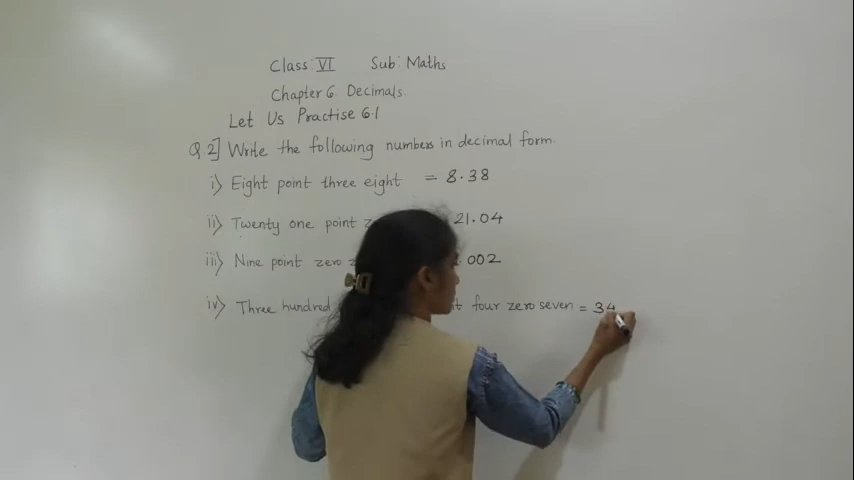 Class: VI Sub: Maths
Chapter 6 Decimals.
Let Us Practise 6.1
Q.2] Write the following numbers in decimal form.
i) Eight point three eight = 8.38
ii) Twenty one point 21.04
iii) Nine point zero .002
iv) Three hundred four zero seven = 34